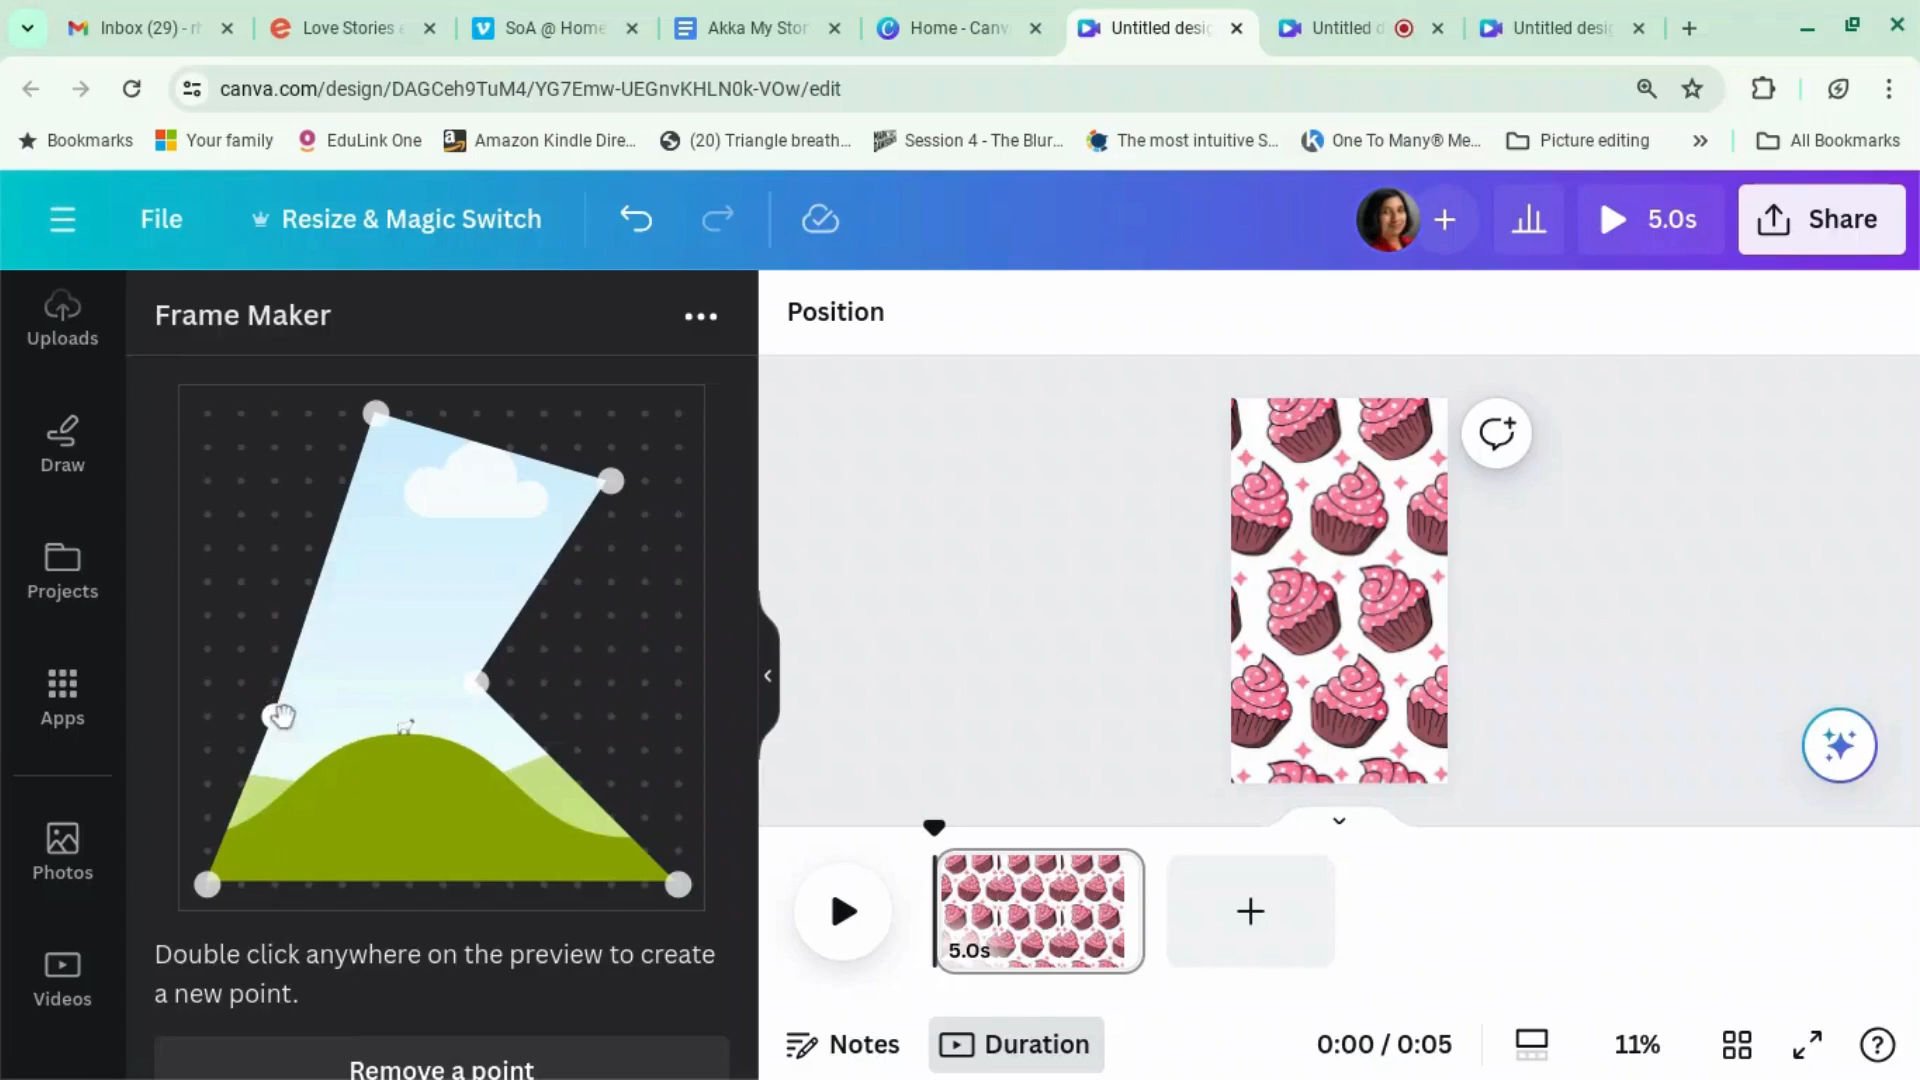 Inbox (29) - r
Love Stories e
SoA @ Home
Akka My Stor
Home - Canv
Untitled desig
Untitled d
Untitled desig
canva.com/design/DAGCeh9TuM4/YG7Emw-UEGnvKHLN0k-VOw/edit
Bookmarks
Your family
EduLink One
Amazon Kindle Dire...
(20) Triangle breath...
Session 4 - The Blur...
The most intuitive S...
One To Many® Me...
Picture editing
All Bookmarks
File
Resize & Magic Switch
5.0s
Share
Uploads
Draw
Projects
Apps
Photos
Videos
Frame Maker
Double click anywhere on the preview to create
a new point.
Remove a point
Position
5.0s
Notes
Duration
0:00 / 0:05
11%